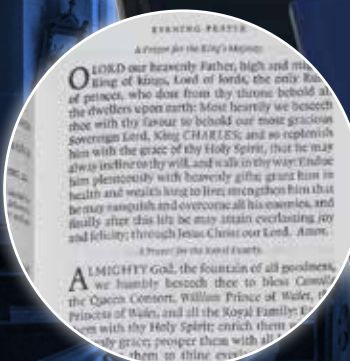 EVENING PRAYER
A Prayer for the King's Majesty.
O LORD our heavenly Father, high and
King of kings, Lord of lords, the only
of princes, who dost from thy throne behold all
the dwellers upon earth: Most heartily we beseech
thee with thy favour to behold our most gracious
Sovereign Lord, King CHARLES; and so replenish
him with the grace of thy Holy Spirit, that he may
alway incline to thy will, and walk in thy way: Endue
him plenteously with heavenly gifts; grant him in
health and wealth long to live; strengthen him that
he may vanquish and overcome all his enemies, and
finally after this life he may attain everlasting joy
and felicity; through Jesus Christ our Lord. Amen.
A Prayer for the Royal Family.
ALMIGHTY God, the fountain of all goodness,
we humbly beseech thee to bless Camilla
the Queen Consort, William Prince of Wales, the
Princess of Wales, and all the Royal Family:
them with thy Holy Spirit; enrich them
grace; prosper them with all
them to thine